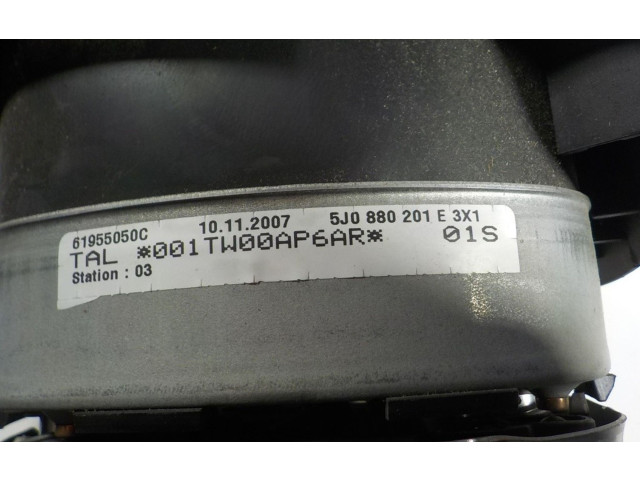 61955050C 10.11.2007 5J0 880 201 E 3X1
TAL *001TW00AP6AR* 01S
Station : 03